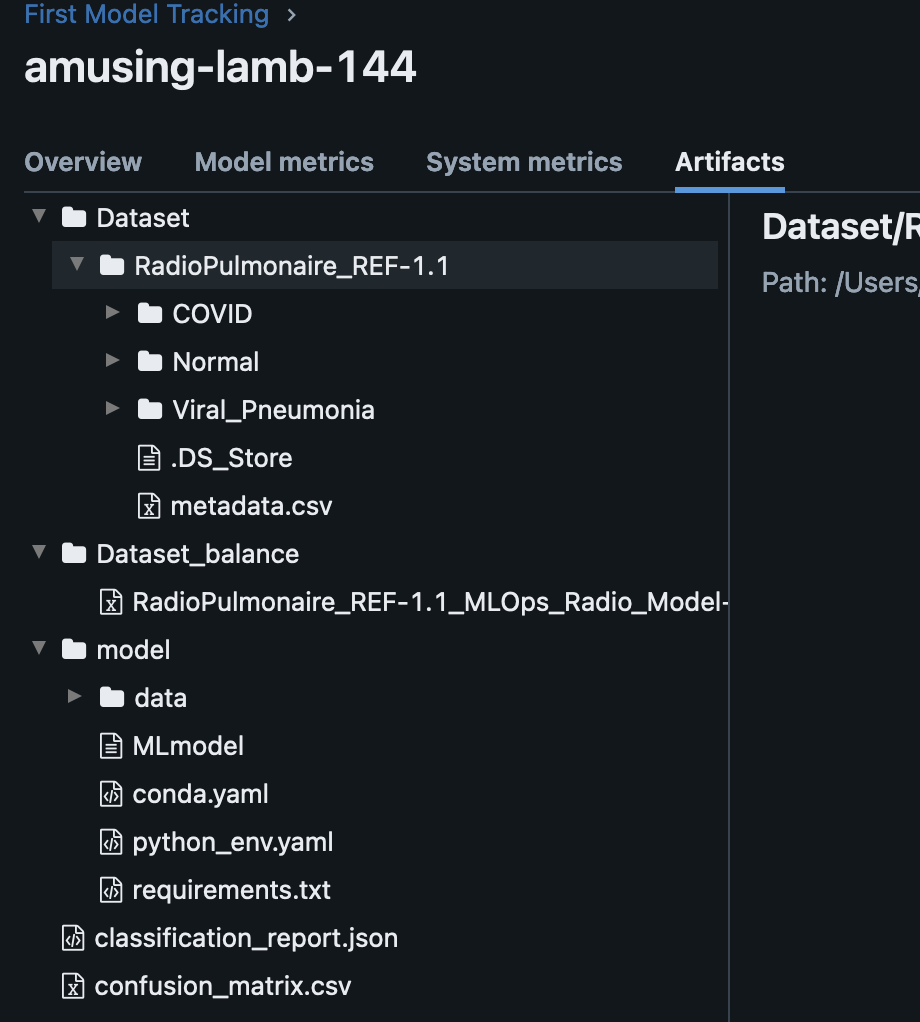 First Model Tracking >
amusing-lamb-144
Overview Model metrics System metrics Artifacts
Dataset
RadioPulmonaire_REF-1.1
COVID
Normal
Viral_Pneumonia
.DS_Store
metadata.csv
Dataset_balance
RadioPulmonaire_REF-1.1_MLOps_Radio_Model-
model
data
MLmodel
conda.yaml
python_env.yaml
requirements.txt
classification_report.json
confusion_matrix.csv
Dataset/R
Path: /Users/